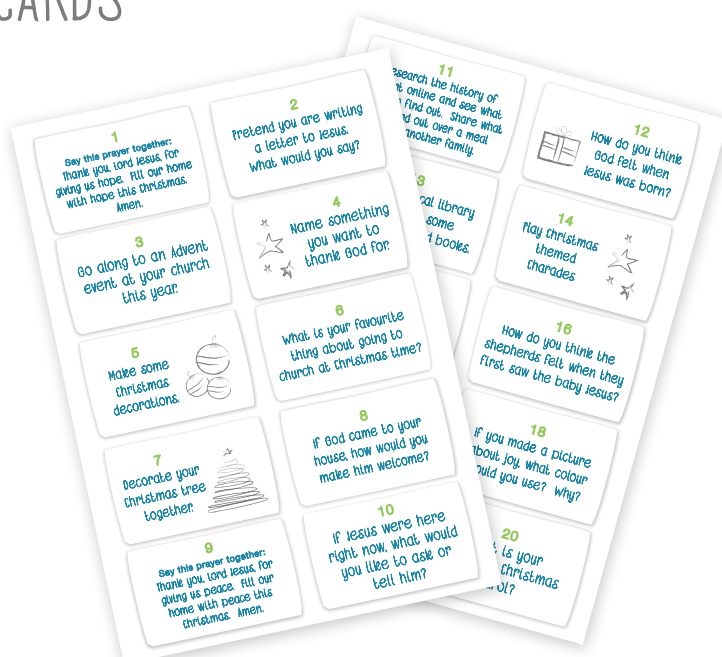 CARDS
1
Say this prayer together:
Thank you, Lord Jesus, for
giving us hope. Fill our home
with hope this Christmas.
Amen.
2
Pretend you are writing
a letter to Jesus.
What would you say?
3
Go along to an Advent
event at your church
this year.
4
Name something
you want to
thank God for.
5
Make some
Christmas
decorations.
6
What is your favourite
thing about going to
church at Christmas time?
7
Decorate your
Christmas tree
together.
8
If God came to your
house, how would you
make him welcome?
9
Say this prayer together:
Thank you, Lord Jesus, for
giving us peace. Fill our
home with peace this
Christmas. Amen.
10
If Jesus were here
right now, what would
you like to ask or
tell him?
11
the history of
online and see what
find out. Share what
out over a meal
another family.
12
How do you think
God felt when
Jesus was born?
3
library
some
books.
14
Play Christmas
themed
charades
16
How do you think the
shepherds felt when they
first saw the baby Jesus?
18
If you made a picture
about joy, what colour
would you use? Why?
20
is your
Christmas